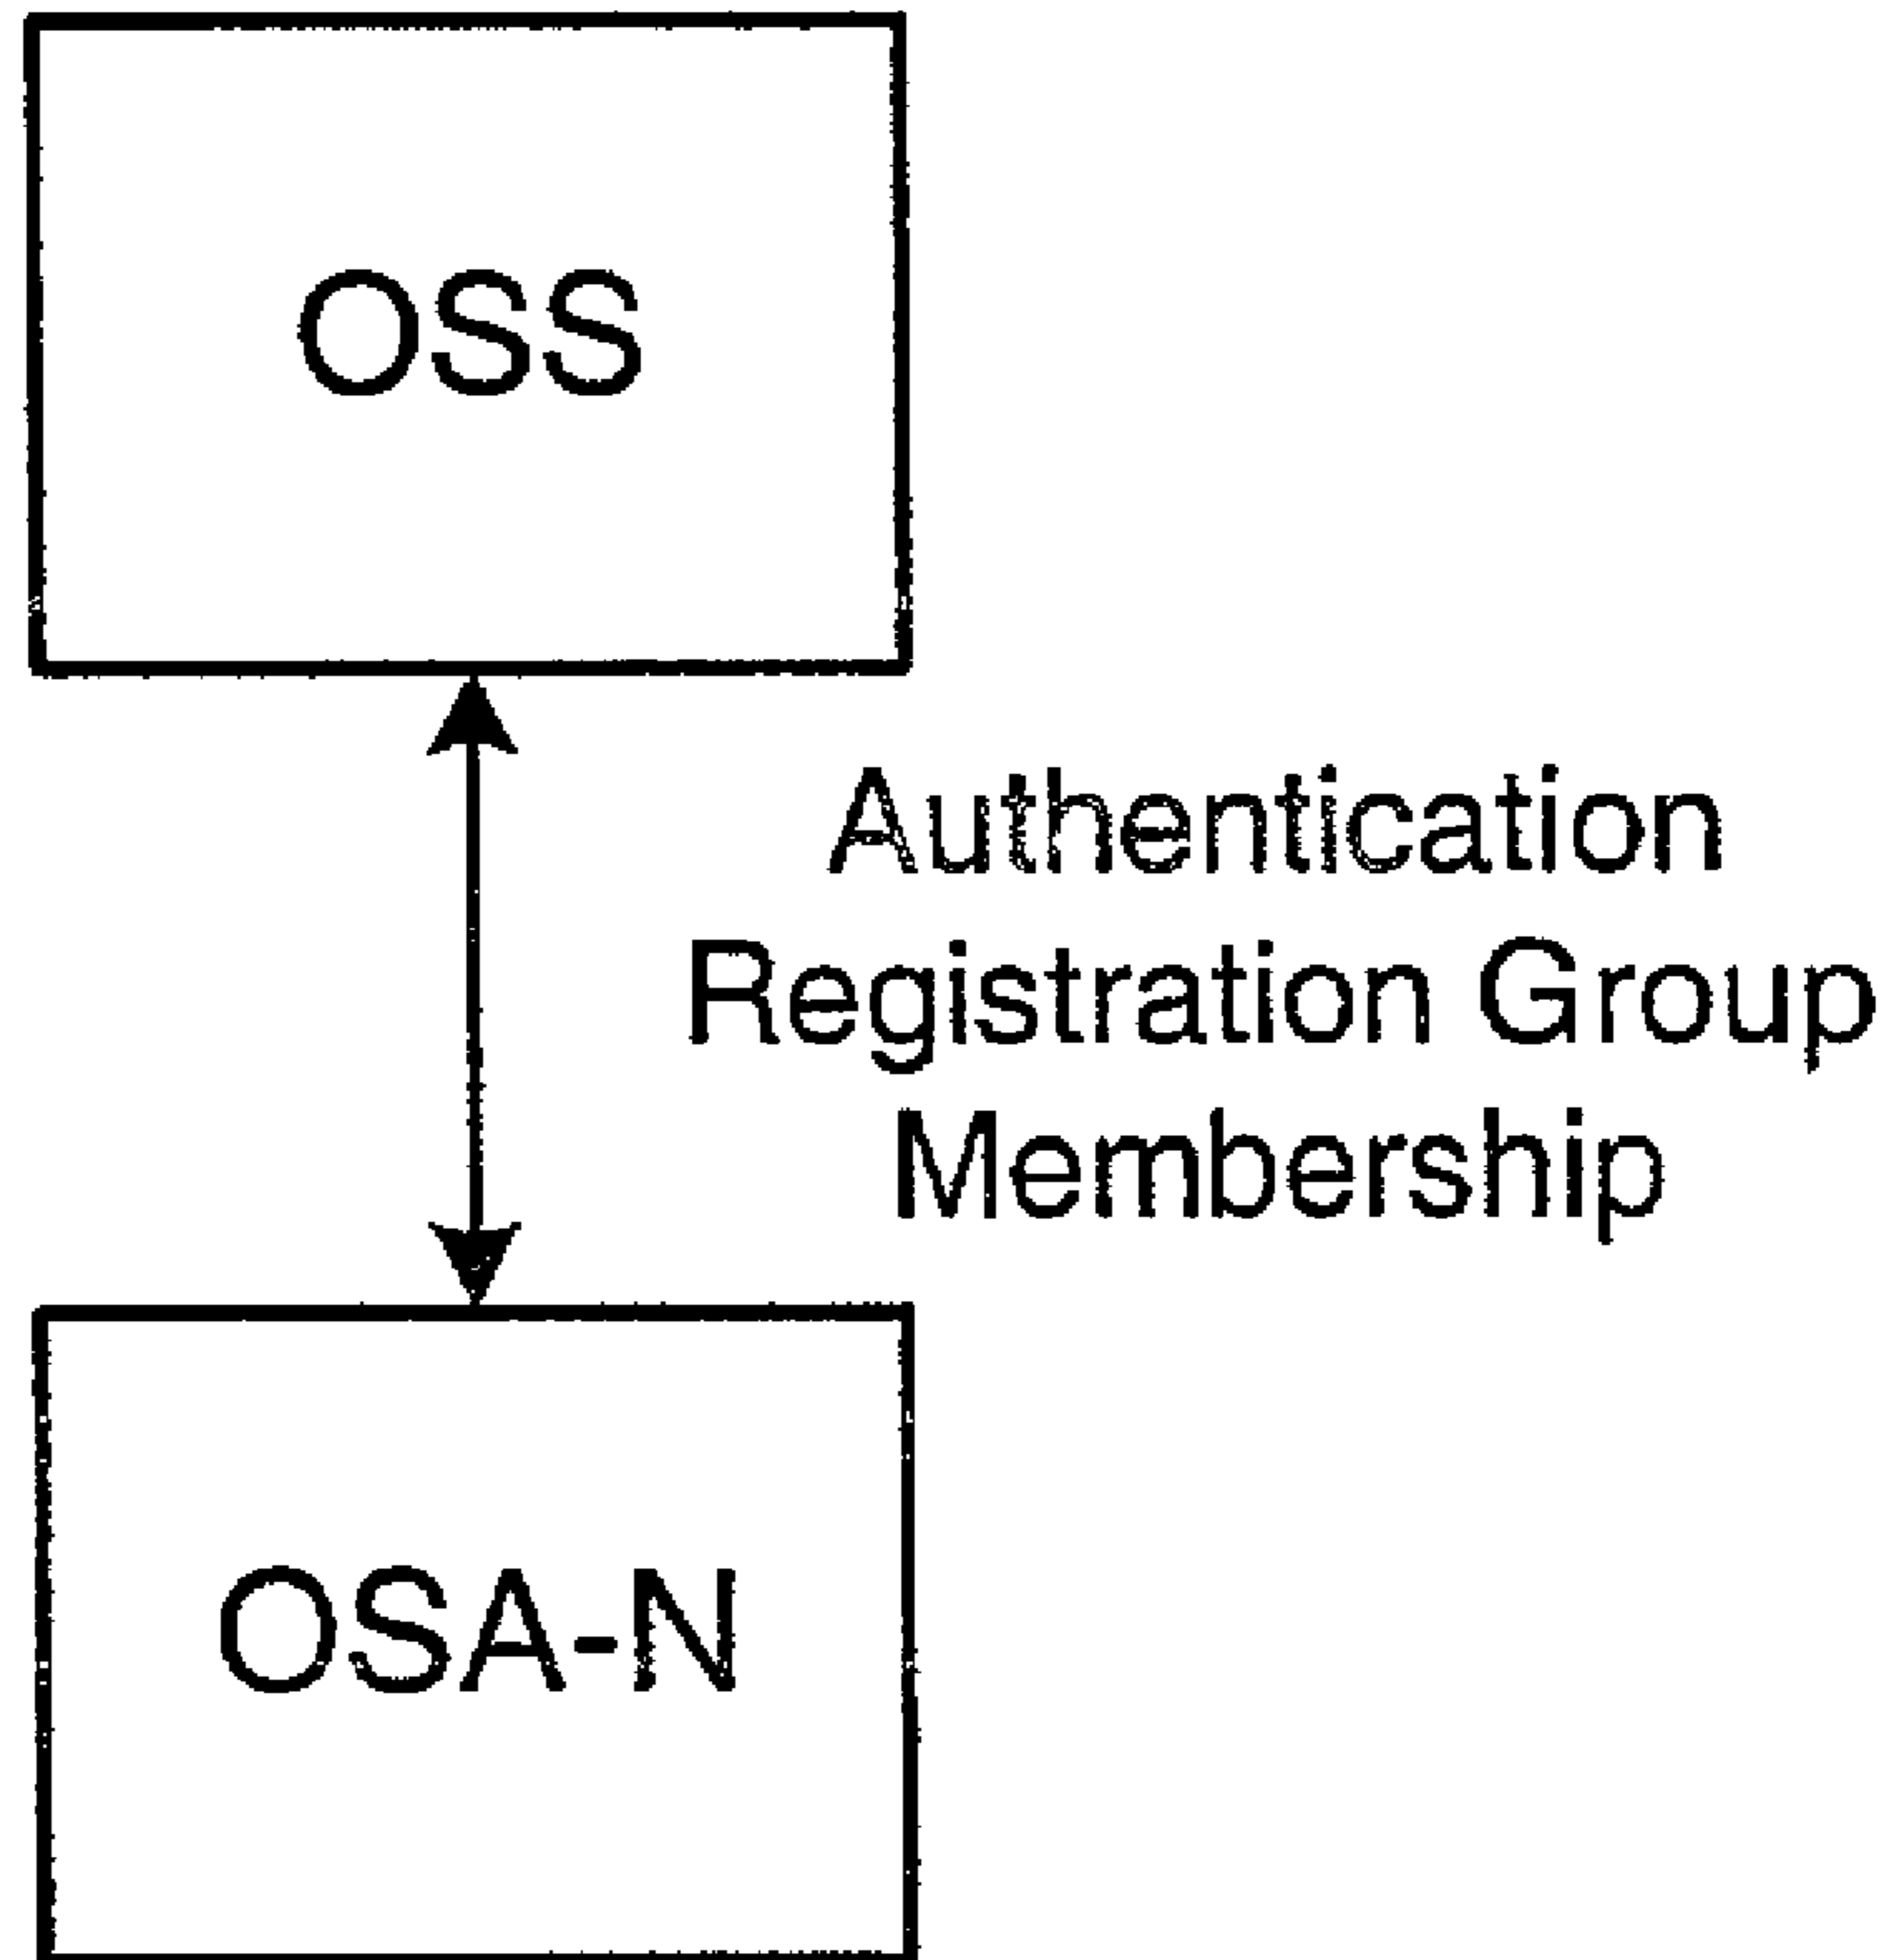 OSS
Authentication
Registration Group
Membership
OSA-N